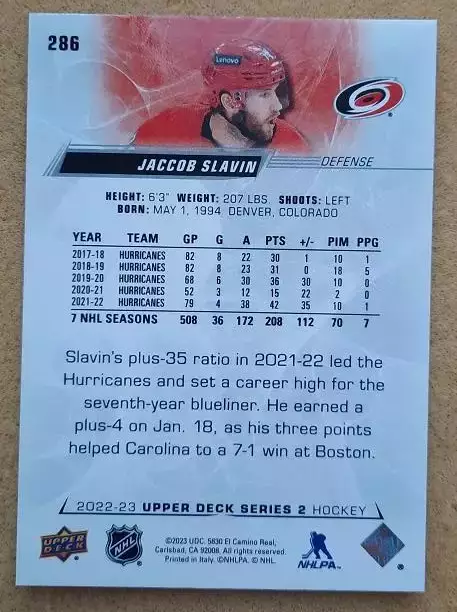 286
Lenovo
JACCOB SLAVIN
DEFENSE
HEIGHT: 6'3" WEIGHT: 207 LBS. SHOOTS: LEFT
BORN: MAY 1, 1994 DENVER, COLORADO
YEAR TEAM GP G A PTS +/- PIM PPG
2017-18 HURRICANES 82 8 22 30 1 10 1
2018-19 HURRICANES 82 8 23 31 0 18 5
2019-20 HURRICANES 68 6 30 36 30 10 0
2020-21 HURRICANES 52 3 12 15 22 2 0
2021-22 HURRICANES 79 4 38 42 35 10 1
7 NHL SEASONS 508 36 172 208 112 70 7
Slavin's plus-35 ratio in 2021-22 led the
Hurricanes and set a career high for the
seventh-year blueliner. He earned a
plus-4 on Jan. 18, as his three points
helped Carolina to a 7-1 win at Boston.
2022-23 UPPER DECK SERIES 2 HOCKEY
UPPER DECK
NHL
©2023 UDC. 5830 El Camino Real,
Carlsbad, CA 92008. All rights reserved.
Printed in Italy. ©NHLPA. © NHL.
NHLPA